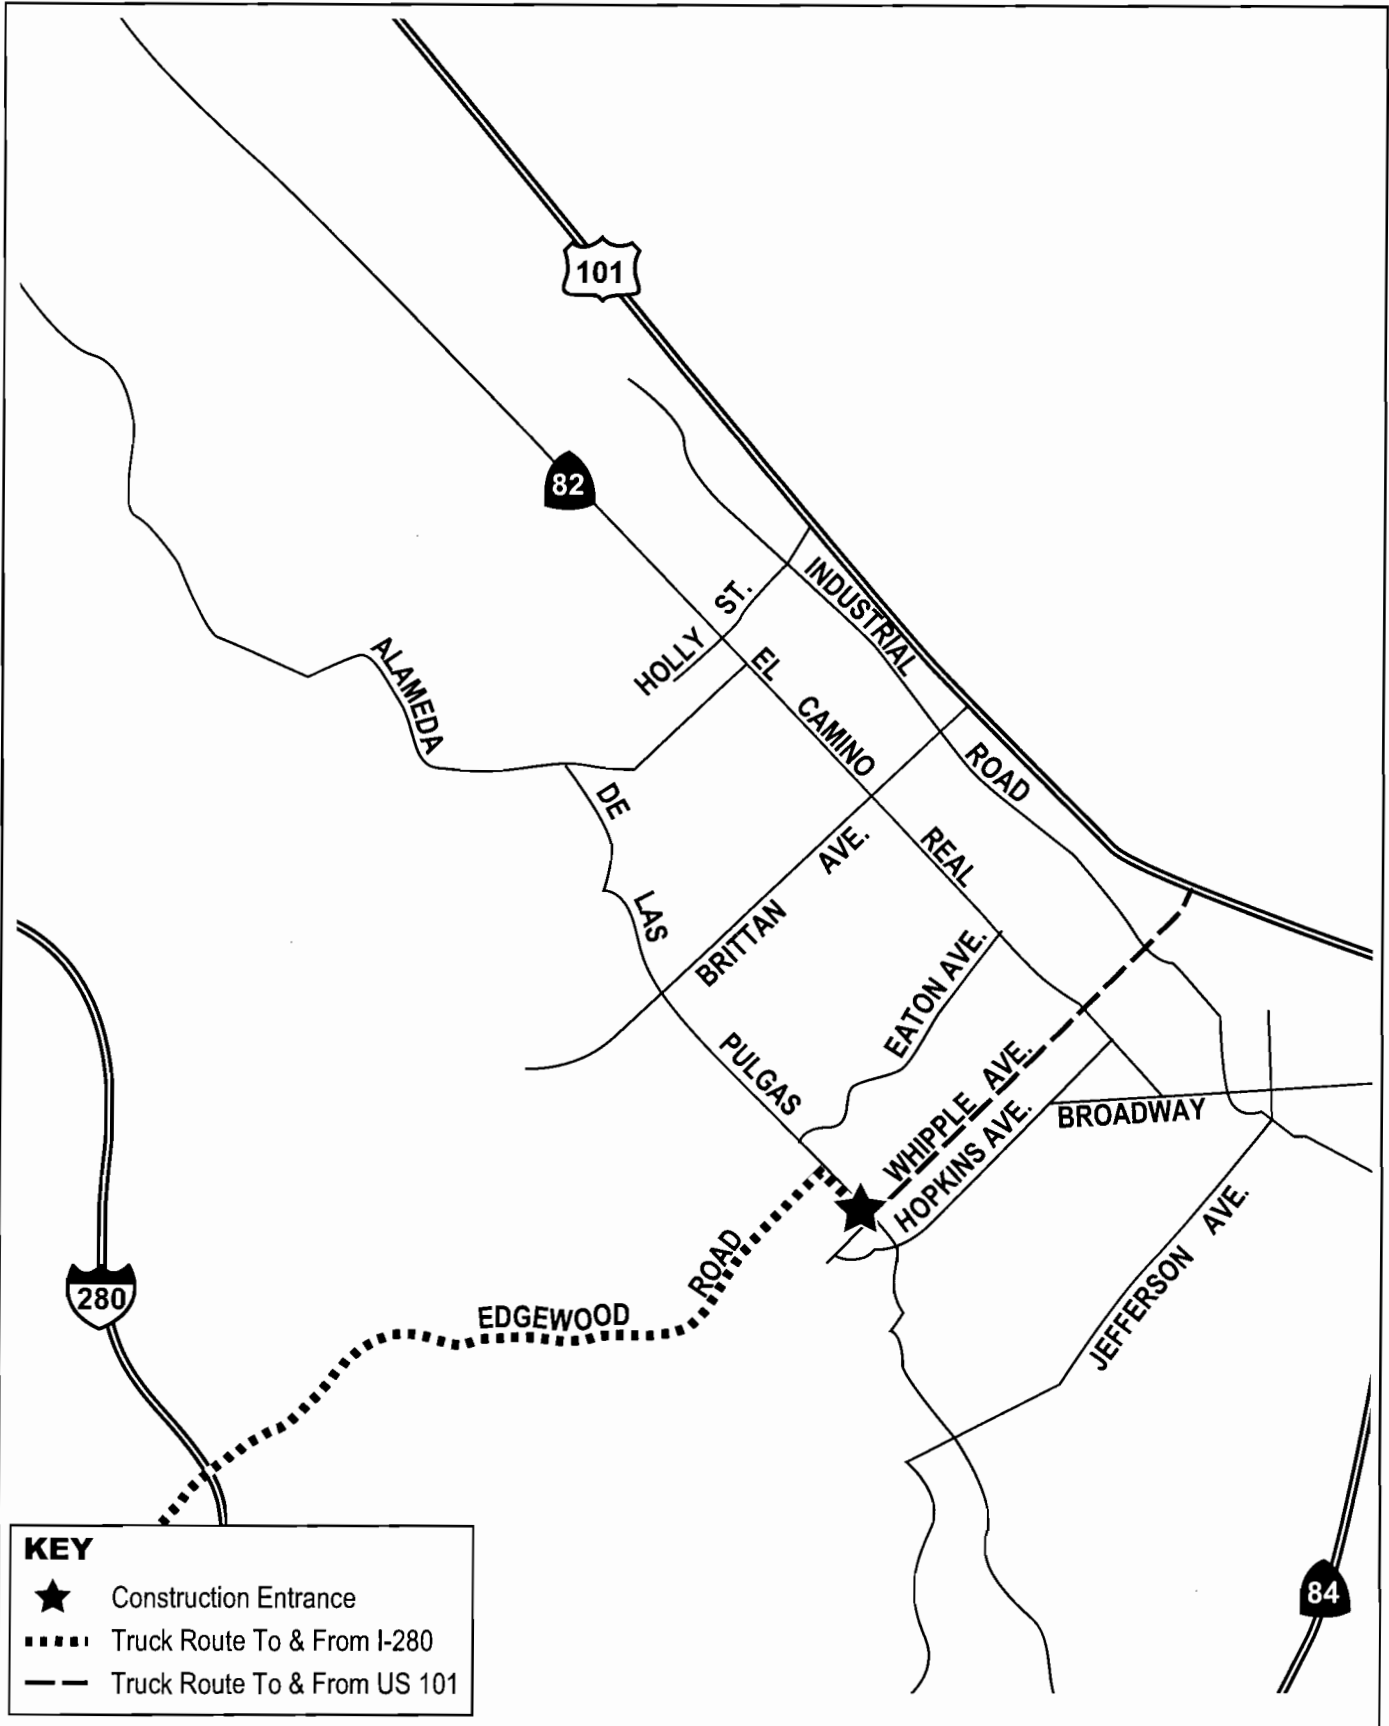 101
82
INDUSTRIAL
ROAD
HOLLY ST.
EL CAMINO REAL
ALAMEDA
DE LAS PULGAS
BRITTAN AVE.
EATON AVE.
WHIPPLE AVE.
HOPKINS AVE.
BROADWAY
JEFFERSON AVE.
EDGEWOOD ROAD
280
84
KEY
Construction Entrance
Truck Route To & From I-280
Truck Route To & From US 101